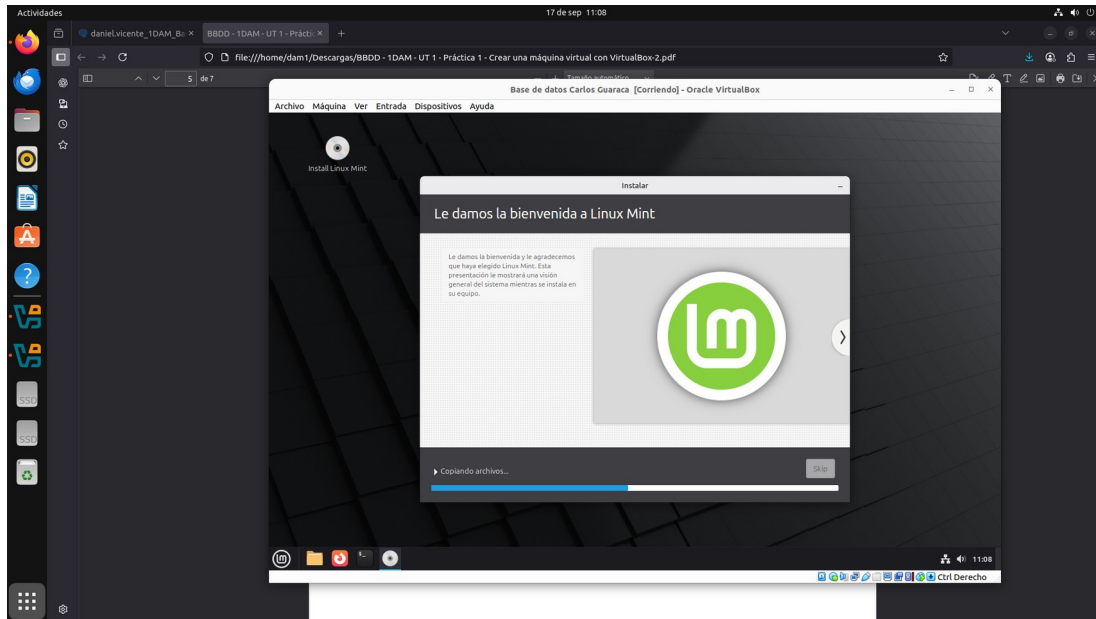 Actividades
17 de sep 11:08
daniel.vicente_1DAM_Ba
BBDD - 1DAM - UT 1 - Práctic
file:///home/dam1/Descargas/BBDD - 1DAM - UT 1 - Práctica 1 - Crear una máquina virtual con VirtualBox-2.pdf
5 de 7
Tamaño automático
Base de datos Carlos Guaraca [Corriendo] - Oracle VirtualBox
Archivo Máquina Ver Entrada Dispositivos Ayuda
Install Linux Mint
Instalar
Le damos la bienvenida a Linux Mint
Le damos la bienvenida y le agradecemos
que haya elegido Linux Mint. Esta
presentación le mostrará una visión
general del sistema mientras se instala en
su equipo.
Copiando archivos...
Skip
SSD
SSD
11:08
Ctrl Derecho